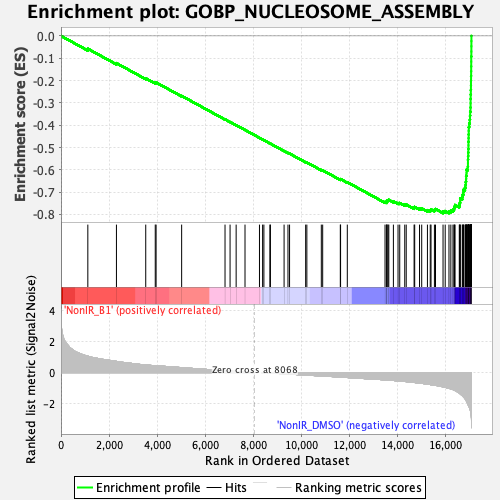 Enrichment plot: GOBP_NUCLEOSOME_ASSEMBLY
Enrichment score (ES)
0.0
-0.1
-0.2
-0.3
-0.4
-0.5
-0.6
-0.7
-0.8
'NonIR_B1' (positively correlated)
Ranked list metric (Signal2Noise)
4
2
0
-2
Zero cross at 8068
'NonIR_DMSO' (negatively correlated)
0 2,000 4,000 6,000 8,000 10,000 12,000 14,000 16,000
Rank in Ordered Dataset
Enrichment profile Hits Ranking metric scores